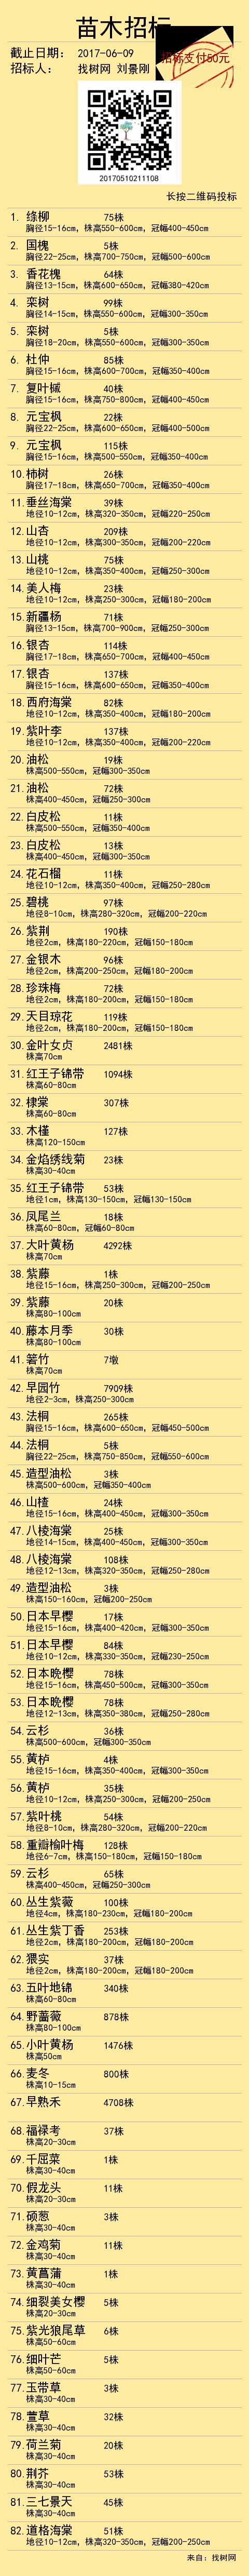 苗木招标
招标支付50元
截止日期： 2017-06-09
招标人： 找树网 刘景刚
20170510211108
长按二维码投标
1. 绦柳 75株
胸径15-16cm, 株高550-600cm, 冠幅400-450cm
2. 国槐 5株
胸径22-25cm, 株高700-750cm, 冠幅500-600cm
3. 香花槐 64株
胸径13-15cm, 株高600-650cm, 冠幅380-420cm
4. 栾树 99株
胸径14-15cm, 株高550-600cm, 冠幅300-350cm
5. 栾树 5株
胸径18-20cm, 株高550-600cm, 冠幅300-350cm
6. 杜仲 85株
胸径15-16cm, 株高600-700cm, 冠幅350-400cm
7. 复叶槭 40株
胸径15-16cm, 株高750-800cm, 冠幅400-450cm
8. 元宝枫 22株
胸径22-25cm, 株高600-650cm, 冠幅400-500cm
9. 元宝枫 115株
胸径15-16cm, 株高500-550cm, 冠幅350-400cm
10. 柿树 26株
胸径17-18cm, 株高650-700cm, 冠幅350-400cm
11. 垂丝海棠 39株
地径10-12cm, 株高320-350cm, 冠幅220-250cm
12. 山杏 209株
地径10-12cm, 株高300-350cm, 冠幅200-220cm
13. 山桃 75株
地径10-12cm, 株高350-400cm, 冠幅250-300cm
14. 美人梅 23株
地径10-12cm, 株高250-300cm, 冠幅180-200cm
15. 新疆杨 71株
胸径13-15cm, 株高700-900cm, 冠幅250-300cm
16. 银杏 114株
胸径17-18cm, 株高650-700cm, 冠幅400-450cm
17. 银杏 137株
胸径15-16cm, 株高600-650cm, 冠幅350-400cm
18. 西府海棠 82株
地径10-12cm, 株高350-400cm, 冠幅180-200cm
19. 紫叶李 137株
地径10-12cm, 株高350-400cm, 冠幅200-220cm
20. 油松 19株
株高500-550cm, 冠幅300-350cm
21. 油松 72株
株高400-450cm, 冠幅250-300cm
22. 白皮松 11株
株高500-550cm, 冠幅350-400cm
23. 白皮松 13株
株高400-450cm, 冠幅300-350cm
24. 花石榴 11株
地径10-12cm, 株高350-400cm, 冠幅250-280cm
25. 碧桃 97株
地径8-10cm, 株高280-320cm, 冠幅200-220cm
26. 紫荆 190株
地径2cm, 株高180-220cm, 冠幅150-180cm
27. 金银木 96株
地径2cm, 株高200-250cm, 冠幅180-200cm
28. 珍珠梅 72株
地径2cm, 株高180-200cm, 冠幅150-180cm
29. 天目琼花 119株
地径2cm, 株高180-200cm, 冠幅150-180cm
30. 金叶女贞 2481株
株高70cm
31. 红王子锦带 1094株
株高60-80cm
32. 棣棠 307株
株高60-80cm
33. 木槿 127株
株高120-150cm
34. 金焰绣线菊 23株
株高30-40cm
35. 红王子锦带 53株
地径1cm, 株高130-150cm, 冠幅130-150cm
36. 凤尾兰 18株
株高60-80cm, 冠幅60-80cm
37. 大叶黄杨 4292株
株高70cm
38. 紫藤 1株
地径15-16cm, 株高250-300cm, 冠幅200-250cm
39. 紫藤 20株
株高80-100cm
40. 藤本月季 30株
株高80-100cm
41. 箬竹 7墩
株高70cm
42. 早园竹 7909株
地径2-3cm, 株高250-300cm
43. 法桐 265株
胸径15-16cm, 株高600-650cm, 冠幅450-500cm
44. 法桐 5株
胸径22-25cm, 株高750-850cm, 冠幅550-600cm
45. 造型油松 3株
株高500-600cm, 冠幅350-400cm
46. 山楂 24株
地径15-16cm, 株高400-450cm, 冠幅300-350cm
47. 八棱海棠 25株
地径14-15cm, 株高400-450cm, 冠幅300-350cm
48. 八棱海棠 108株
地径12-13cm, 株高320-350cm, 冠幅250-280cm
49. 造型油松 3株
株高150-160cm, 冠幅200-250cm
50. 日本早樱 17株
地径15-16cm, 株高400-420cm, 冠幅300-350cm
51. 日本早樱 84株
地径10-12cm, 株高330-350cm, 冠幅230-250cm
52. 日本晚樱 78株
地径15-16cm, 株高450-500cm, 冠幅300-350cm
53. 日本晚樱 78株
地径12-13cm, 株高350-380cm, 冠幅250-280cm
54. 云杉 36株
株高500-600cm, 冠幅300-350cm
55. 黄栌 4株
地径15-16cm, 株高350-400cm, 冠幅300-350cm
56. 黄栌 35株
地径10-12cm, 株高250-300cm, 冠幅200-250cm
57. 紫叶桃 54株
地径8-10cm, 株高280-320cm, 冠幅200-220cm
58. 重瓣榆叶梅 128株
地径6-7cm, 株高150-180cm, 冠幅150-180cm
59. 云杉 65株
株高400-450cm, 冠幅250-300cm
60. 丛生紫薇 100株
地径4cm, 株高180-230cm, 冠幅180-200cm
61. 丛生紫丁香 253株
地径2cm, 株高180-200cm, 冠幅180-200cm
62. 猥实 37株
地径2cm, 株高180-200cm, 冠幅180-200cm
63. 五叶地锦 340株
株高60-80cm
64. 野蔷薇 878株
株高80-100cm
65. 小叶黄杨 1476株
株高50cm
66. 麦冬 800株
株高10-15cm
67. 早熟禾 4708株
68. 福禄考 37株
株高20-30cm
69. 千屈菜 1株
株高30-40cm
70. 假龙头 11株
株高20-30cm
71. 硕葱 3株
株高30-40cm
72. 金鸡菊 11株
株高30-40cm
73. 黄菖蒲 1株
株高30-40cm
74. 细裂美女樱 5株
株高20-30cm
75. 紫光狼尾草 6株
株高50-60cm
76. 细叶芒 5株
株高50-60cm
77. 玉带草 3株
株高30-40cm
78. 萱草 32株
株高30-40cm
79. 荷兰菊 20株
株高30-40cm
80. 荆芥 53株
株高30-40cm
81. 三七景天 45株
株高30-40cm
82. 道格海棠 51株
地径10-12cm, 株高320-350cm, 冠幅200-250cm
来自：找树网